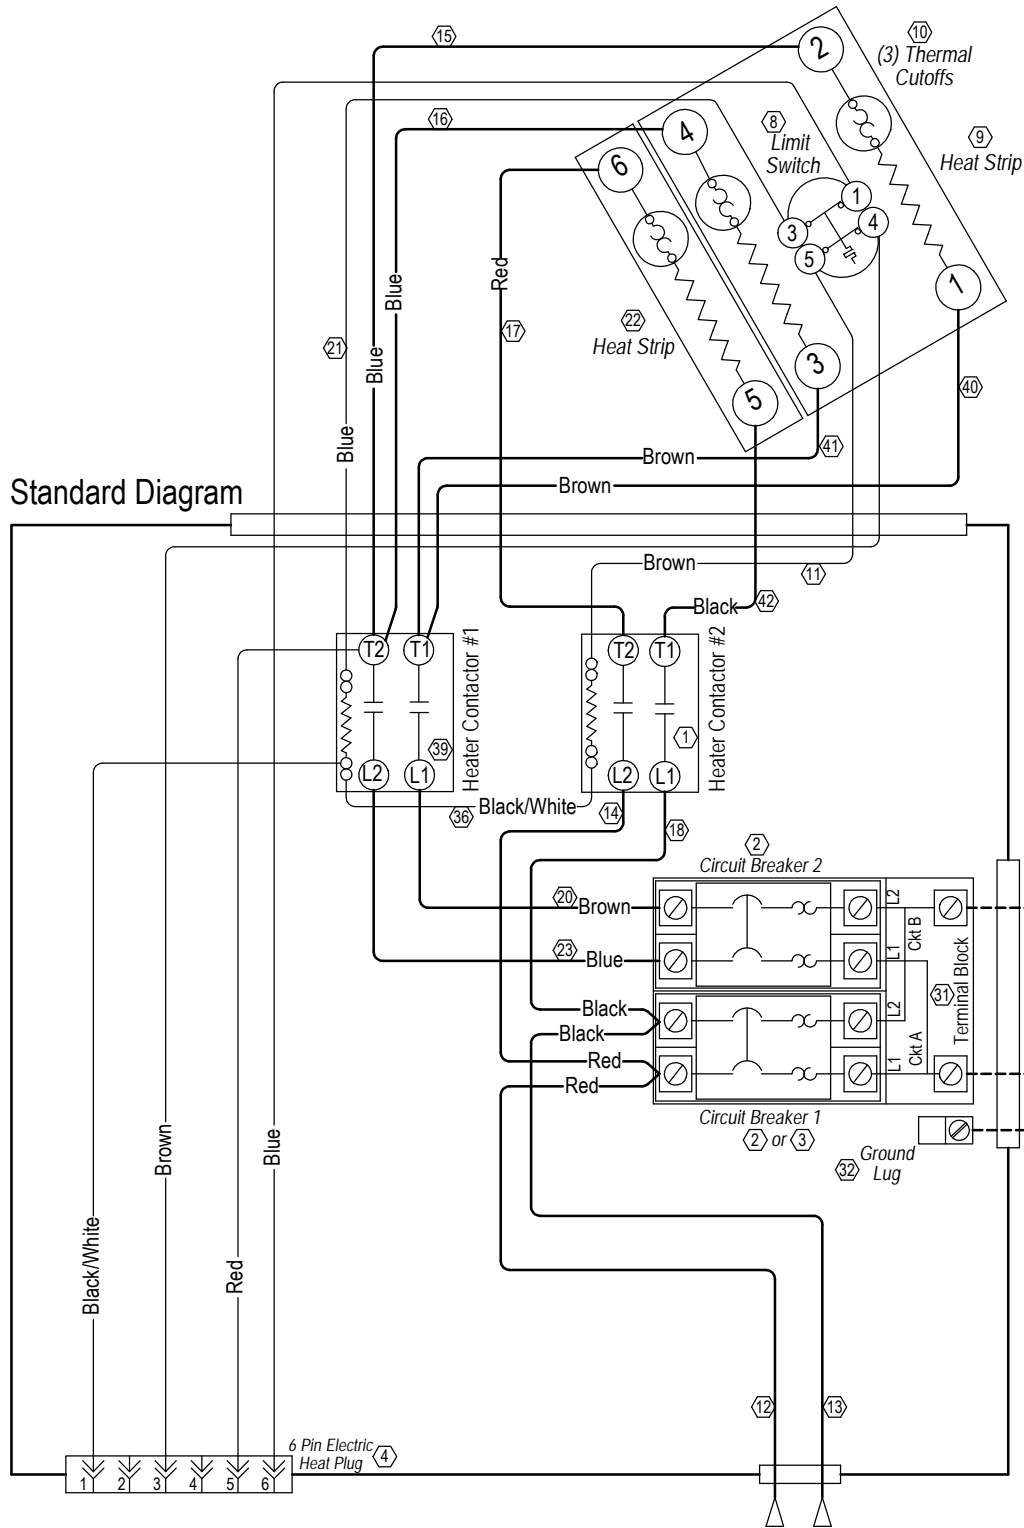 15
10
(3) Thermal
Cutoffs
2
16
4
8
Limit
Switch
9
Heat Strip
6
1
3
4
5
1
Red
Blue
17
22
Heat Strip
21
Blue
3
5
40
Blue
41
Brown
Brown
Standard Diagram
Brown
11
Black
42
T2
T1
Heater Contactor #1
T2
T1
Heater Contactor #2
39
1
L2
L1
L2
L1
36
Black/White
14
18
2
Circuit Breaker 2
20
Brown
L2
Ckt B
23
Blue
L1
31
Terminal Block
Black
L2
Black
Ckt A
Red
L1
Red
Circuit Breaker 1
2 or 3
32
Ground
Lug
Brown
Blue
Black/White
Red
12
13
6 Pin Electric
Heat Plug
4
1
2
3
4
5
6